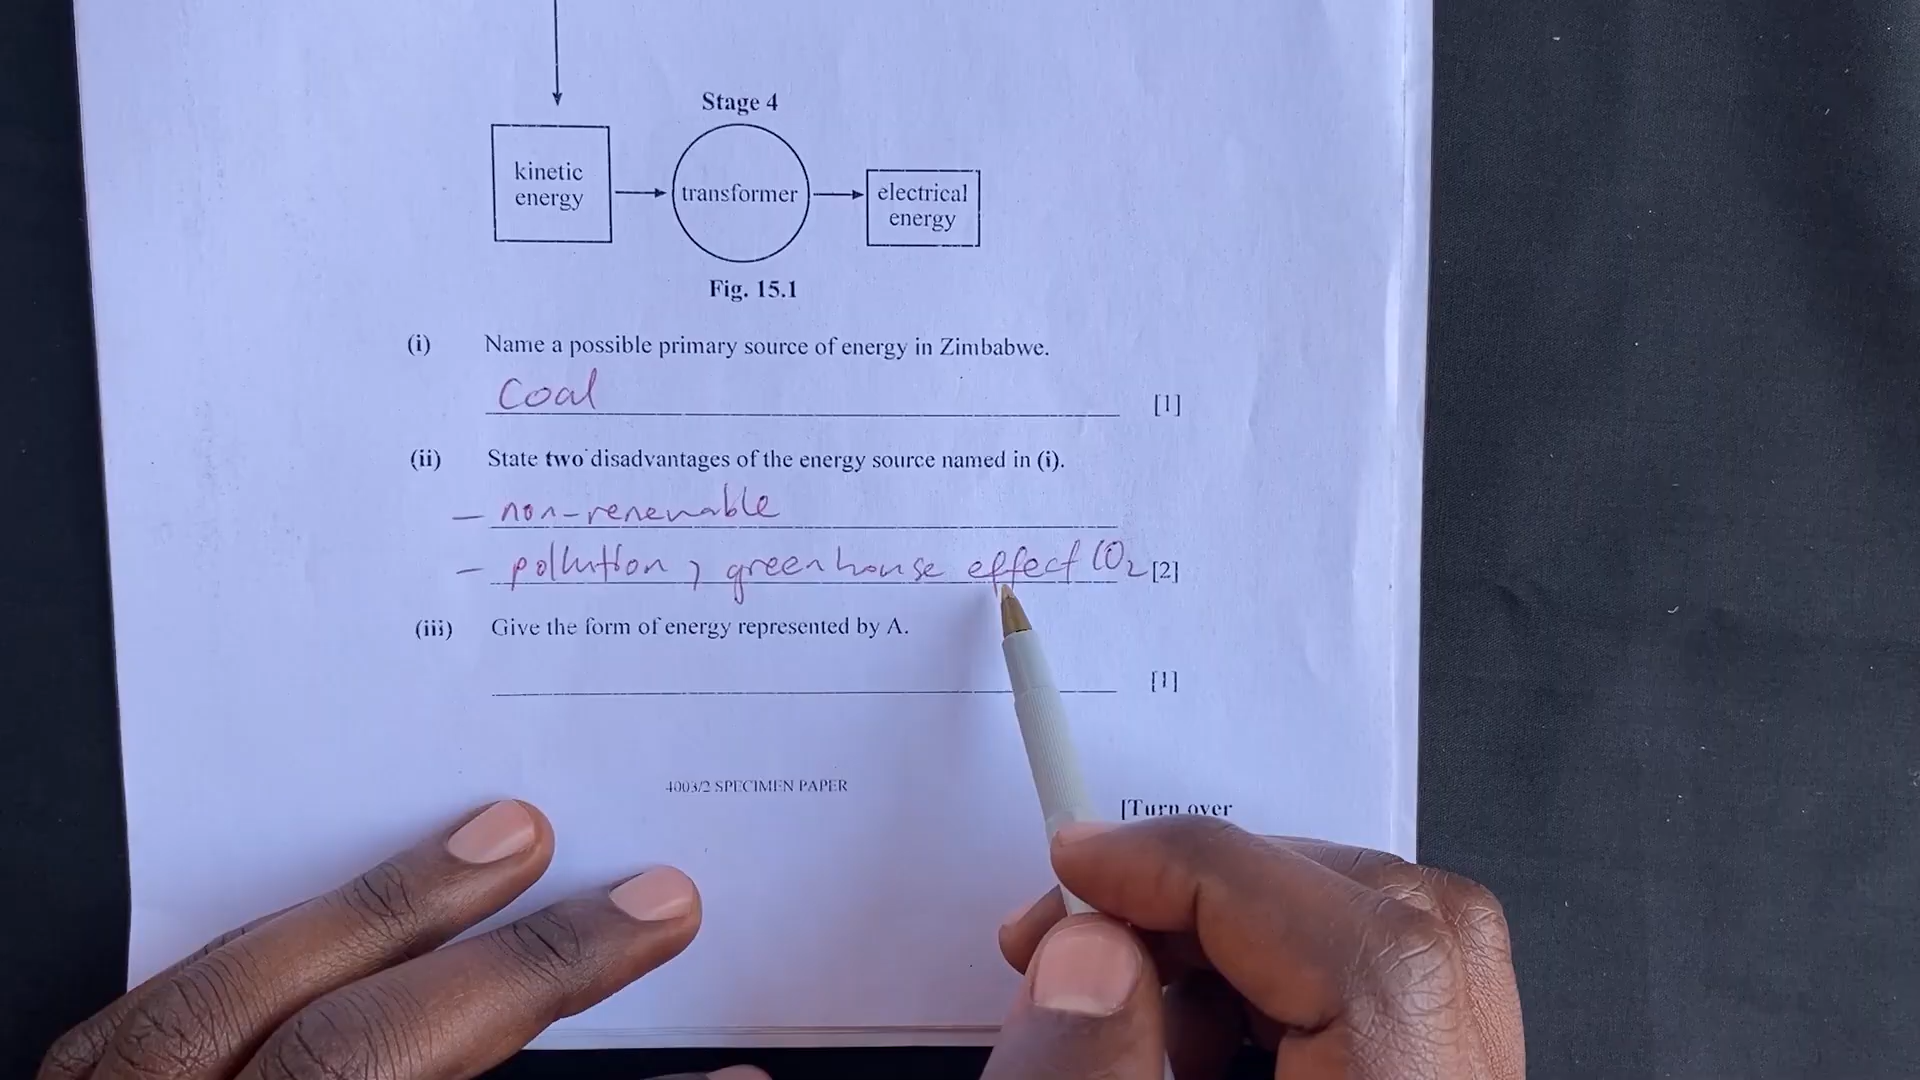 Stage 4
kinetic
energy
transformer
electrical
energy
Fig. 15.1
(i) Name a possible primary source of energy in Zimbabwe.
Coal [1]
(ii) State two disadvantages of the energy source named in (i).
- non-renewable
- pollution, greenhouse effect CO2 [2]
(iii) Give the form of energy represented by A.
[1]
4003/2 SPECIMEN PAPER
[Turn over